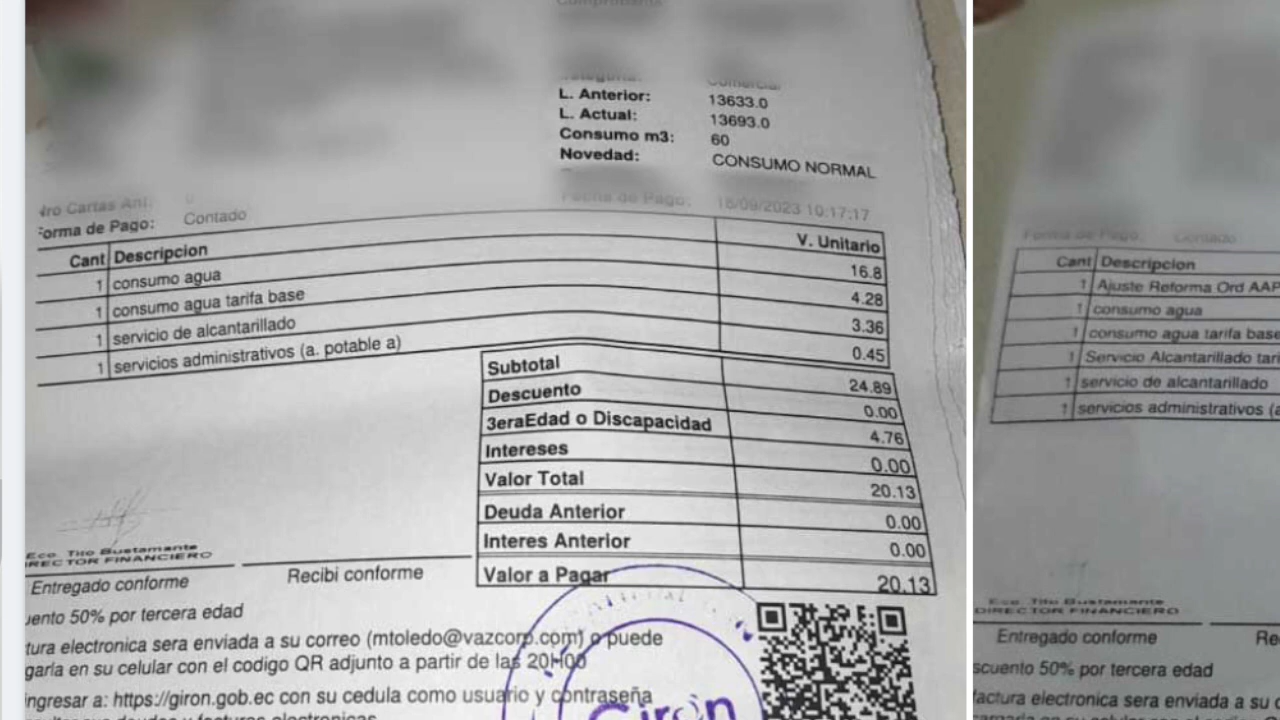 Comprobante:
Categoria:
Comercial
L. Anterior: 13633.0
L. Actual: 13693.0
Consumo m3: 60
Novedad: CONSUMO NORMAL
Fecha de Pago: 18/09/2023 10:17:17
dro Cartas Ant: 0
Forma de Pago: Contado
Cant Descripcion V. Unitario
1 consumo agua 16.8
1 consumo agua tarifa base 4.28
1 servicio de alcantarillado 3.36
1 servicios administrativos (a. potable a) 0.45
Subtotal 24.89
Descuento 0.00
3eraEdad o Discapacidad 4.76
Intereses 0.00
Valor Total 20.13
Deuda Anterior 0.00
Interes Anterior 0.00
Valor a Pagar 20.13
Eco. Tito Bustamante
DIRECTOR FINANCIERO
Entregado conforme
Recibi conforme
uento 50% por tercera edad
tura electronica sera enviada a su correo (mtoledo@vazcorp.com) o puede
garla en su celular con el codigo QR adjunto a partir de las 20H00
ingresar a: https://giron.gob.ec con su cedula como usuario y contraseña
deudas y facturas electronicas
Girón
Forma de Pago: Contado
Cant Descripcion
1 Ajuste Reforma Ord AAP
1 consumo agua
1 consumo agua tarifa base
1 Servicio Alcantarillado tari
1 servicio de alcantarillado
1 servicios administrativos (a
Eco. Tito Bustamante
DIRECTOR FINANCIERO
Entregado conforme
Re
scuento 50% por tercera edad
factura electronica sera enviada a su c